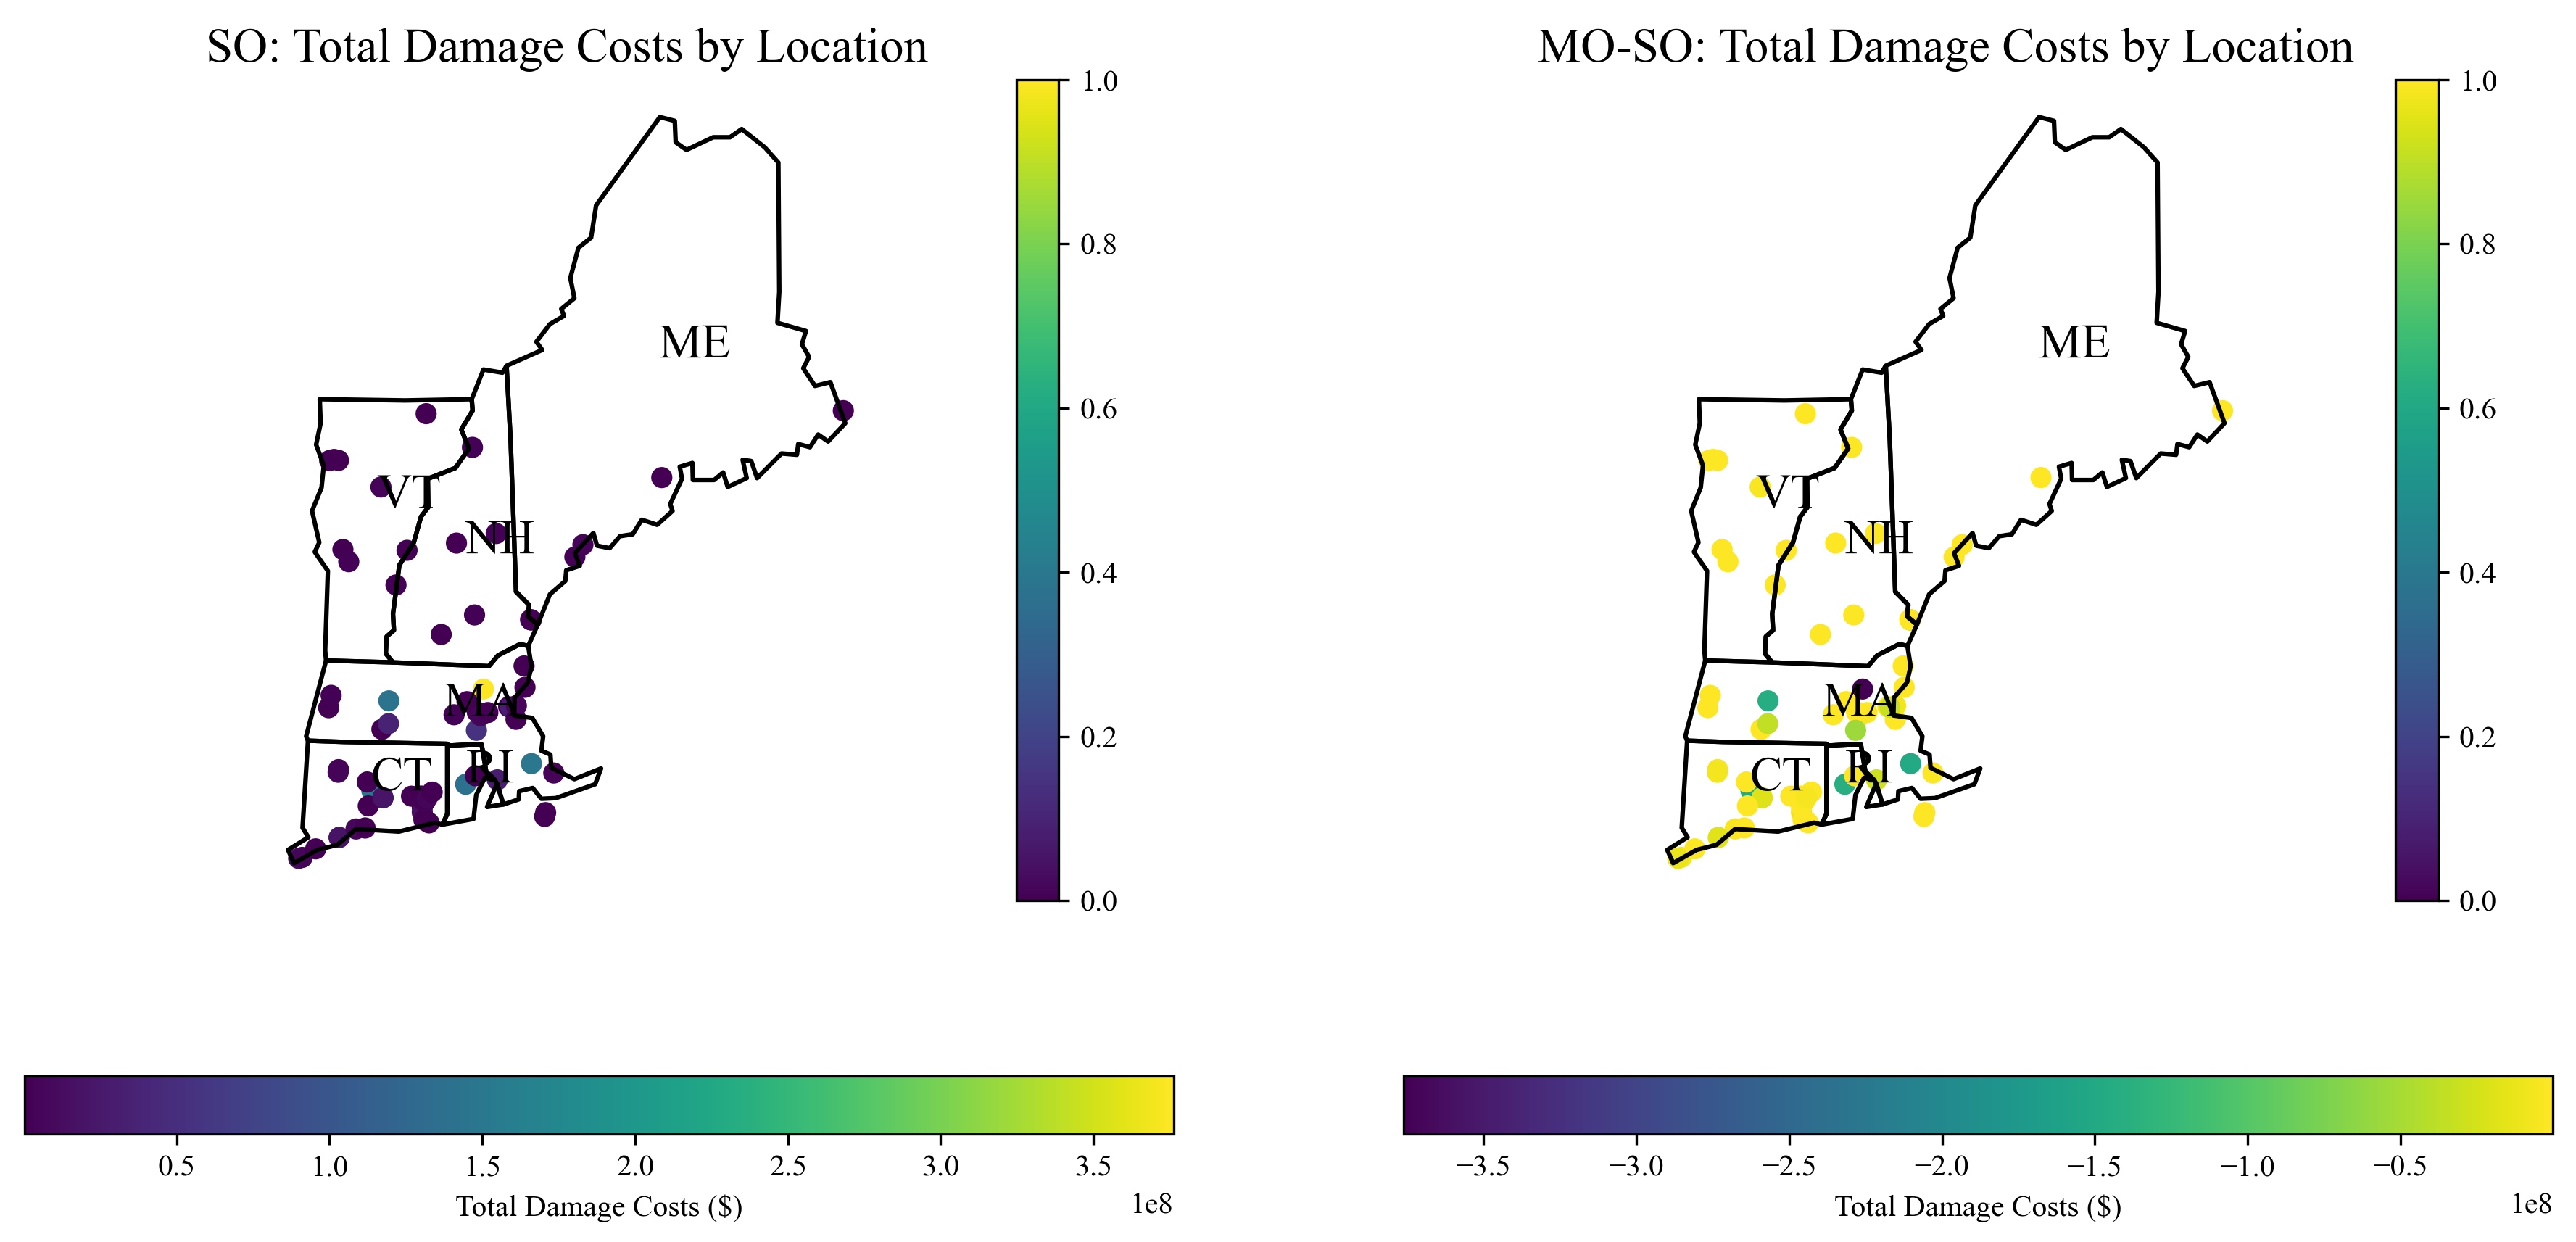 SO: Total Damage Costs by Location
1.0
0.8
0.6
0.4
0.2
0.0
ME
VT
NH
MA
RI
CT
0.5 1.0 1.5 2.0 2.5 3.0 3.5
Total Damage Costs ($)
1e8
MO-SO: Total Damage Costs by Location
1.0
0.8
0.6
0.4
0.2
0.0
ME
VT
NH
MA
RI
CT
−3.5 −3.0 −2.5 −2.0 −1.5 −1.0 −0.5
Total Damage Costs ($)
1e8